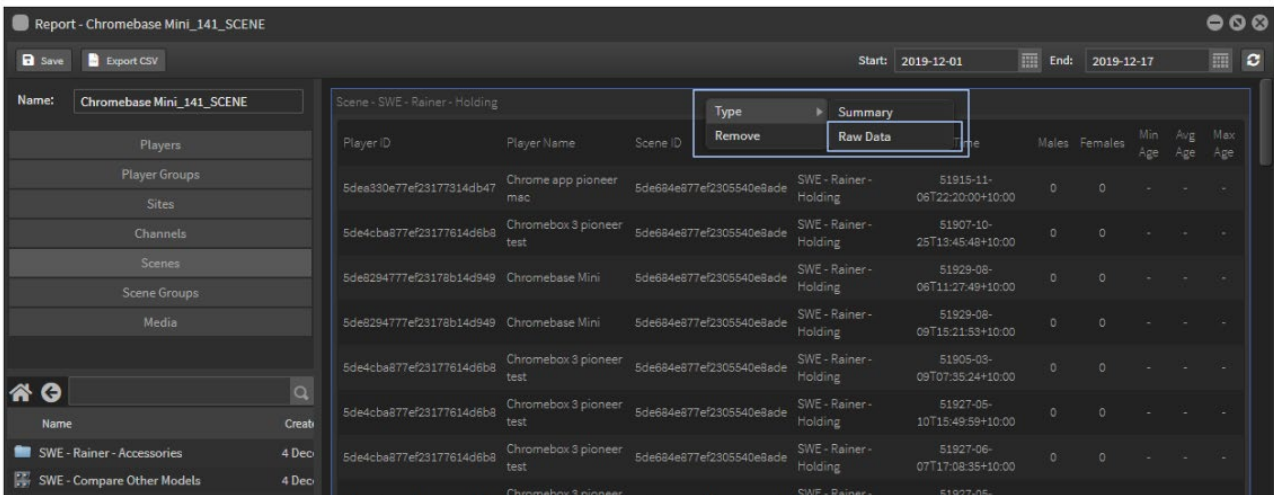 Report - Chromebase Mini_141_SCENE
Save Export CSV Start: 2019-12-01 End: 2019-12-17
Name: Chromebase Mini_141_SCENE
Players
Player Groups
Sites
Channels
Scenes
Scene Groups
Media
Name Create
SWE - Rainer - Accessories 4 Dec
SWE - Compare Other Models 4 Dec
Scene - SWE - Rainer - Holding
Type Summary
Remove Raw Data
Player ID Player Name Scene ID Time Males Females Min Age Avg Age Max Age
5dea330e77ef23177314db47 Chrome app pioneer mac 5de684e877ef2305540e8ade SWE - Rainer - Holding 51915-11-06T22:20:00+10:00 0 0 - - -
5de4cba877ef23177614d6b8 Chromebox 3 pioneer test 5de684e877ef2305540e8ade SWE - Rainer - Holding 51907-10-25T13:45:48+10:00 0 0 - - -
5de8294777ef23178b14d949 Chromebase Mini 5de684e877ef2305540e8ade SWE - Rainer - Holding 51929-08-06T11:27:49+10:00 0 0 - - -
5de8294777ef23178b14d949 Chromebase Mini 5de684e877ef2305540e8ade SWE - Rainer - Holding 51929-08-09T15:21:53+10:00 0 0 - - -
5de4cba877ef23177614d6b8 Chromebox 3 pioneer test 5de684e877ef2305540e8ade SWE - Rainer - Holding 51905-03-09T07:35:24+10:00 0 0 - - -
5de4cba877ef23177614d6b8 Chromebox 3 pioneer test 5de684e877ef2305540e8ade SWE - Rainer - Holding 51927-05-10T15:49:59+10:00 0 0 - - -
5de4cba877ef23177614d6b8 Chromebox 3 pioneer test 5de684e877ef2305540e8ade SWE - Rainer - Holding 51927-06-07T17:08:35+10:00 0 0 - - -
Chromebox 3 pioneer SWE - Rainer - 51927-05-